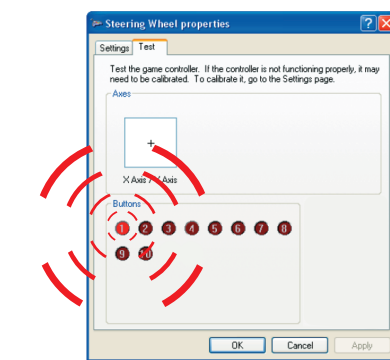 Steering Wheel properties
Settings Test
Test the game controller. If the controller is not functioning properly, it may
need to be calibrated. To calibrate it, go to the Settings page.
Axes
X Axis / Y Axis
Buttons
1 2 3 4 5 6 7 8
9 10
OK Cancel Apply